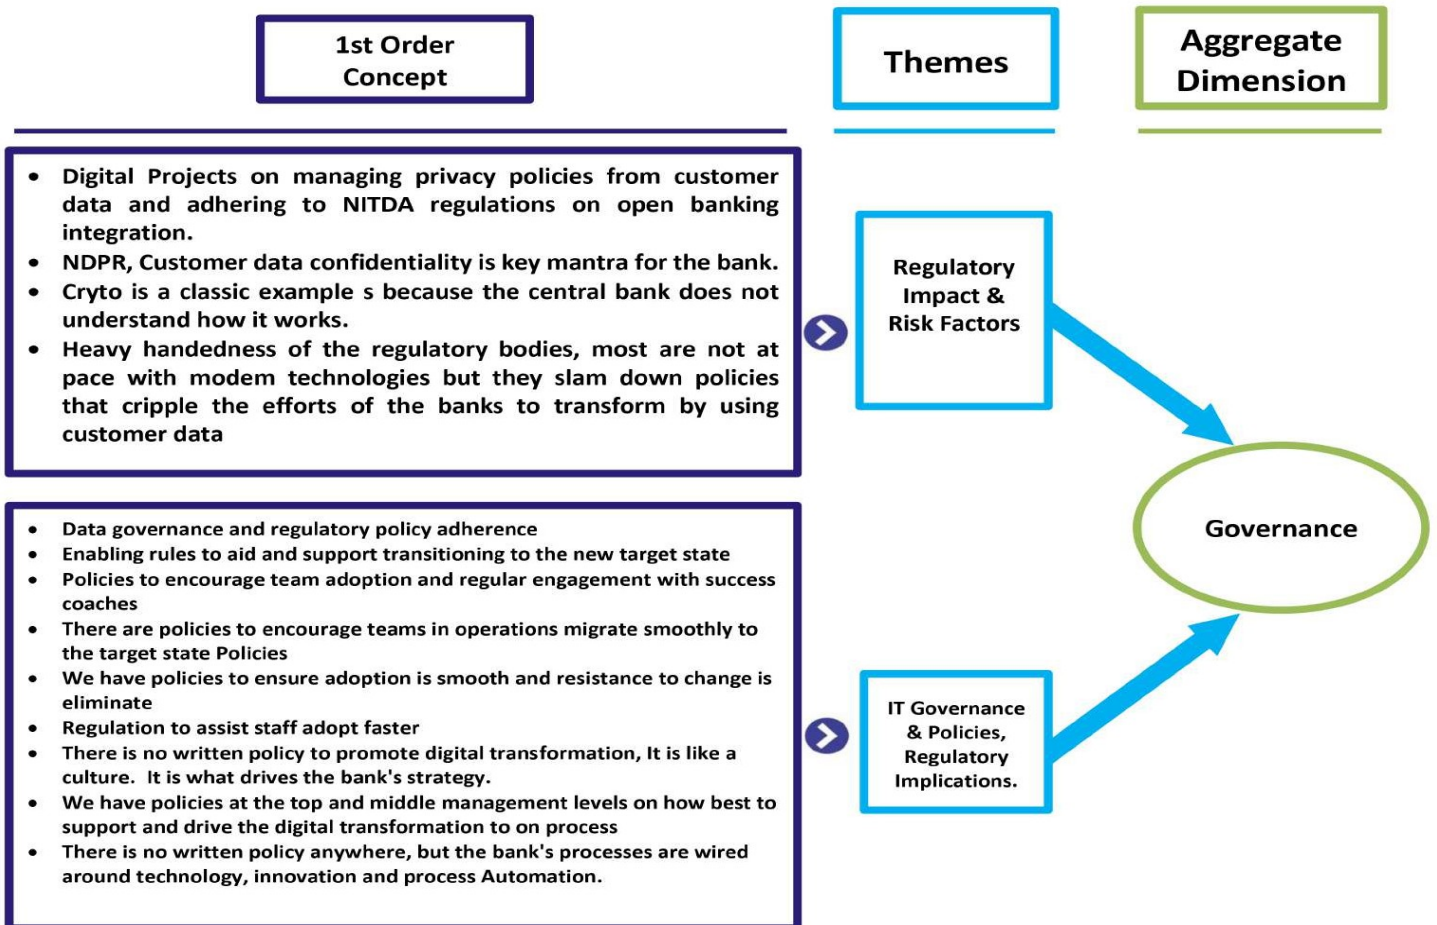 1st Order
Concept
Themes
Aggregate
Dimension
• Digital Projects on managing privacy policies from customer
data and adhering to NITDA regulations on open banking
integration.
• NDPR, Customer data confidentiality is key mantra for the bank.
• Cryto is a classic example s because the central bank does not
understand how it works.
• Heavy handedness of the regulatory bodies, most are not at
pace with modem technologies but they slam down policies
that cripple the efforts of the banks to transform by using
customer data
Regulatory
Impact &
Risk Factors
• Data governance and regulatory policy adherence
• Enabling rules to aid and support transitioning to the new target state
• Policies to encourage team adoption and regular engagement with success
coaches
• There are policies to encourage teams in operations migrate smoothly to
the target state Policies
• We have policies to ensure adoption is smooth and resistance to change is
eliminate
• Regulation to assist staff adopt faster
• There is no written policy to promote digital transformation, It is like a
culture.  It is what drives the bank's strategy.
• We have policies at the top and middle management levels on how best to
support and drive the digital transformation to on process
• There is no written policy anywhere, but the bank's processes are wired
around technology, innovation and process Automation.
IT Governance
& Policies,
Regulatory
Implications.
Governance